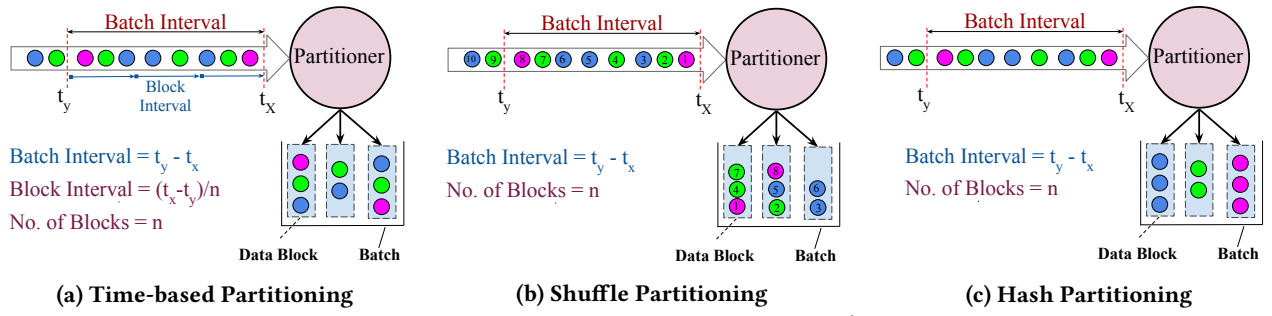 Batch Interval
Partitioner
Block
Interval
t_y
t_x
Batch Interval = t_y - t_x
Block Interval = (t_x-t_y)/n
No. of Blocks = n
Data Block
Batch
(a) Time-based Partitioning
Batch Interval
Partitioner
10 9 8 7 6 5 4 3 2 1
t_y
t_x
Batch Interval = t_y - t_x
No. of Blocks = n
7 8
4 5 6
1 2 3
Data Block
Batch
(b) Shuffle Partitioning
Batch Interval
Partitioner
t_y
t_x
Batch Interval = t_y - t_x
No. of Blocks = n
Data Block
Batch
(c) Hash Partitioning